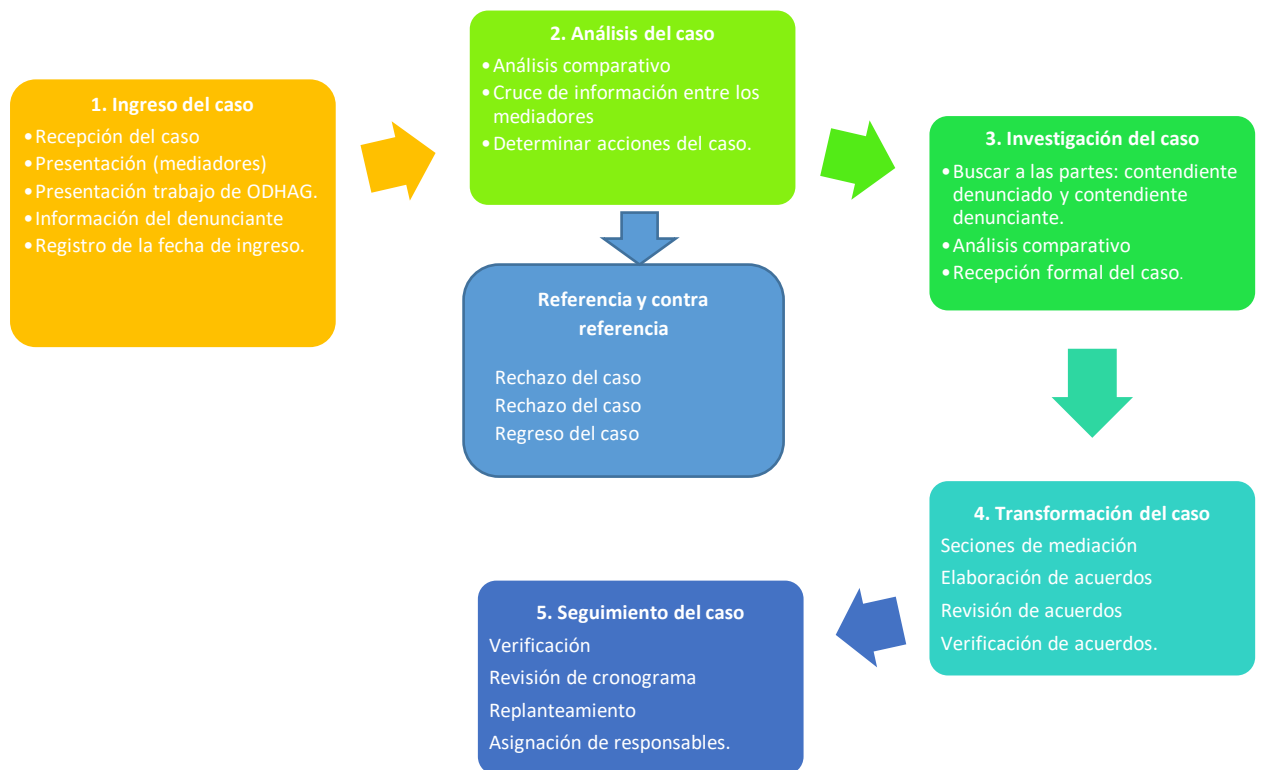 1. Ingreso del caso
•Recepción del caso
•Presentación (mediadores)
•Presentación trabajo de ODHAG.
•Información del denunciante
•Registro de la fecha de ingreso.
2. Análisis del caso
•Análisis comparativo
•Cruce de información entre los
mediadores
•Determinar acciones del caso.
Referencia y contra
referencia
Rechazo del caso
Rechazo del caso
Regreso del caso
3. Investigación del caso
•Buscar a las partes: contendiente
denunciado y contendiente
denunciante.
•Análisis comparativo
•Recepción formal del caso.
4. Transformación del caso
Seciones de mediación
Elaboración de acuerdos
Revisión de acuerdos
Verificación de acuerdos.
5. Seguimiento del caso
Verificación
Revisión de cronograma
Replanteamiento
Asignación de responsables.